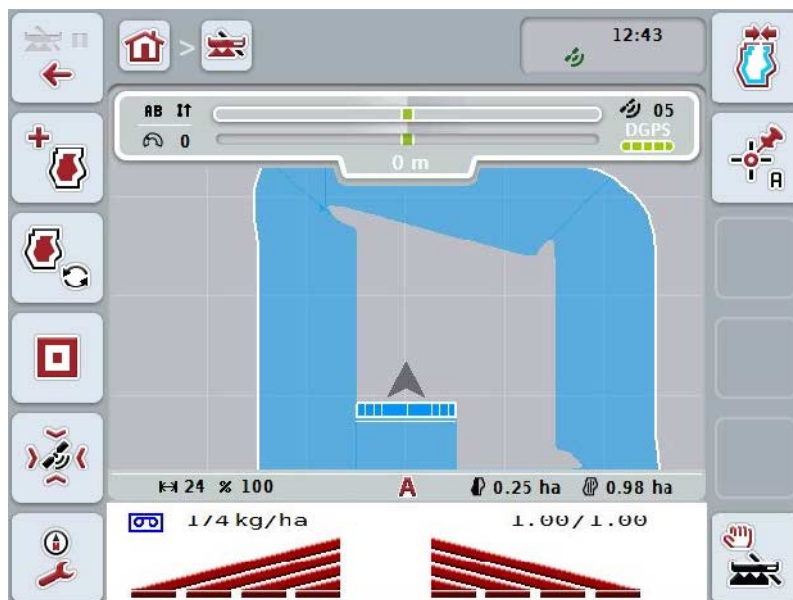 >
12:43
AB
05
0
DGPS
0 m
A
24 % 100
A
0.25 ha
0.98 ha
174 kg/ha
1.00/1.00